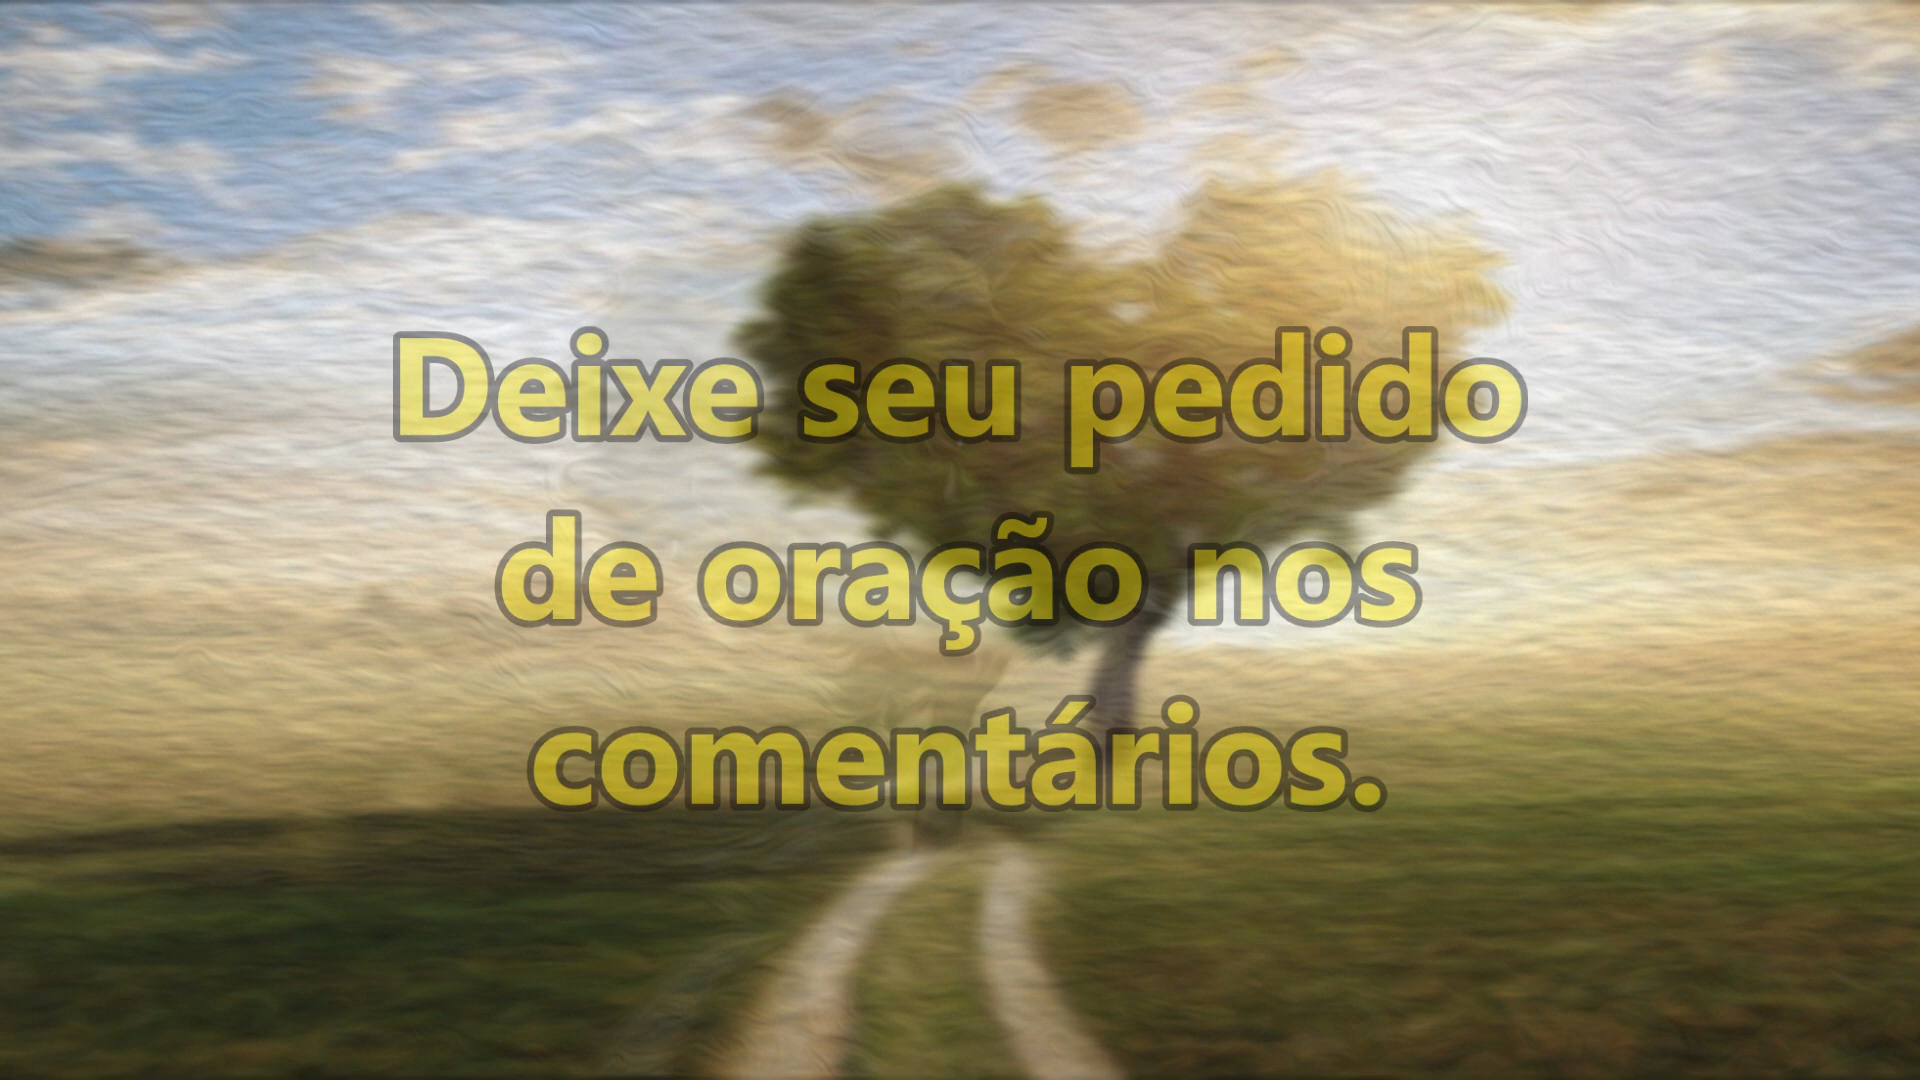 Deixe seu pedido
de oração nos
comentários.